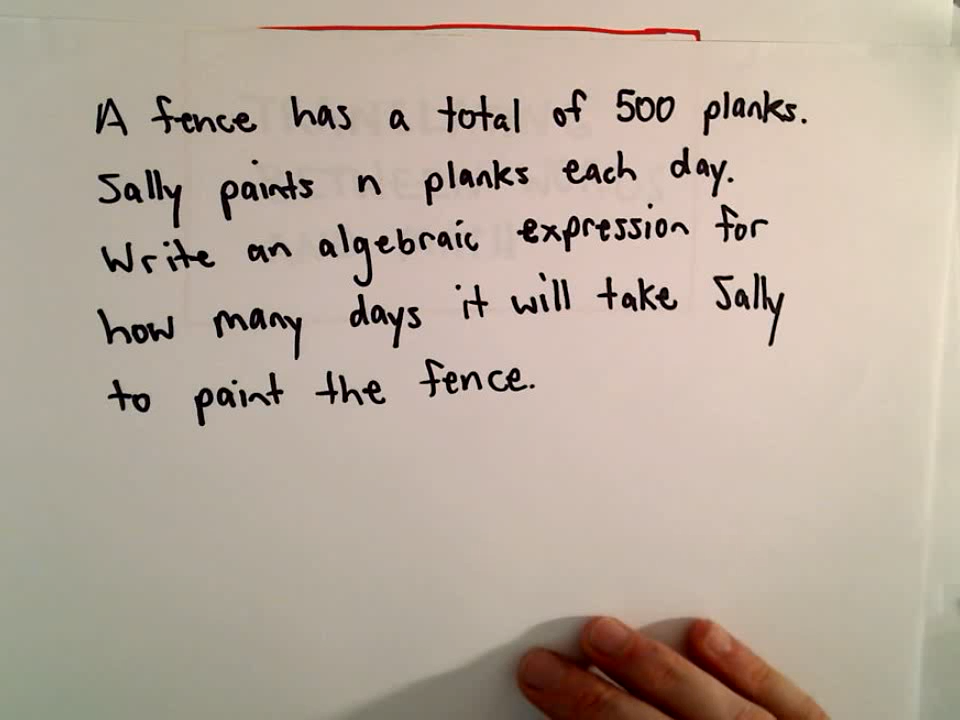 A fence has a total of 500 planks.
Sally paints n planks each day.
Write an algebraic expression for
how many days it will take Sally
to paint the fence.